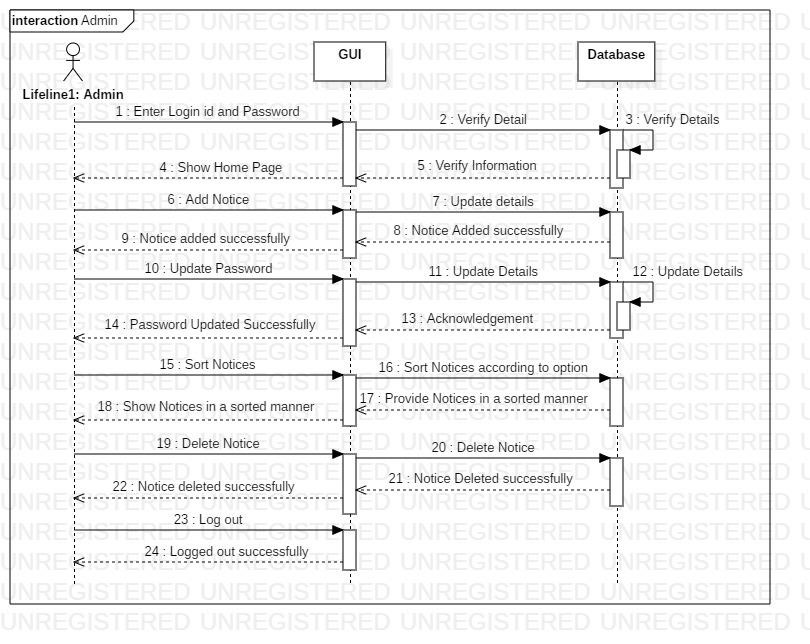 interaction Admin
GUI
Database
Lifeline1: Admin
1 : Enter Login id and Password
2 : Verify Detail
3 : Verify Details
4 : Show Home Page
5 : Verify Information
6 : Add Notice
7 : Update details
8 : Notice Added successfully
9 : Notice added successfully
10 : Update Password
11 : Update Details
12 : Update Details
13 : Acknowledgement
14 : Password Updated Successfully
15 : Sort Notices
16 : Sort Notices according to option
17 : Provide Notices in a sorted manner
18 : Show Notices in a sorted manner
19 : Delete Notice
20 : Delete Notice
21 : Notice Deleted successfully
22 : Notice deleted successfully
23 : Log out
24 : Logged out successfully
UNREGISTERED UNREGISTERED UNREGISTERED UNREGISTERED